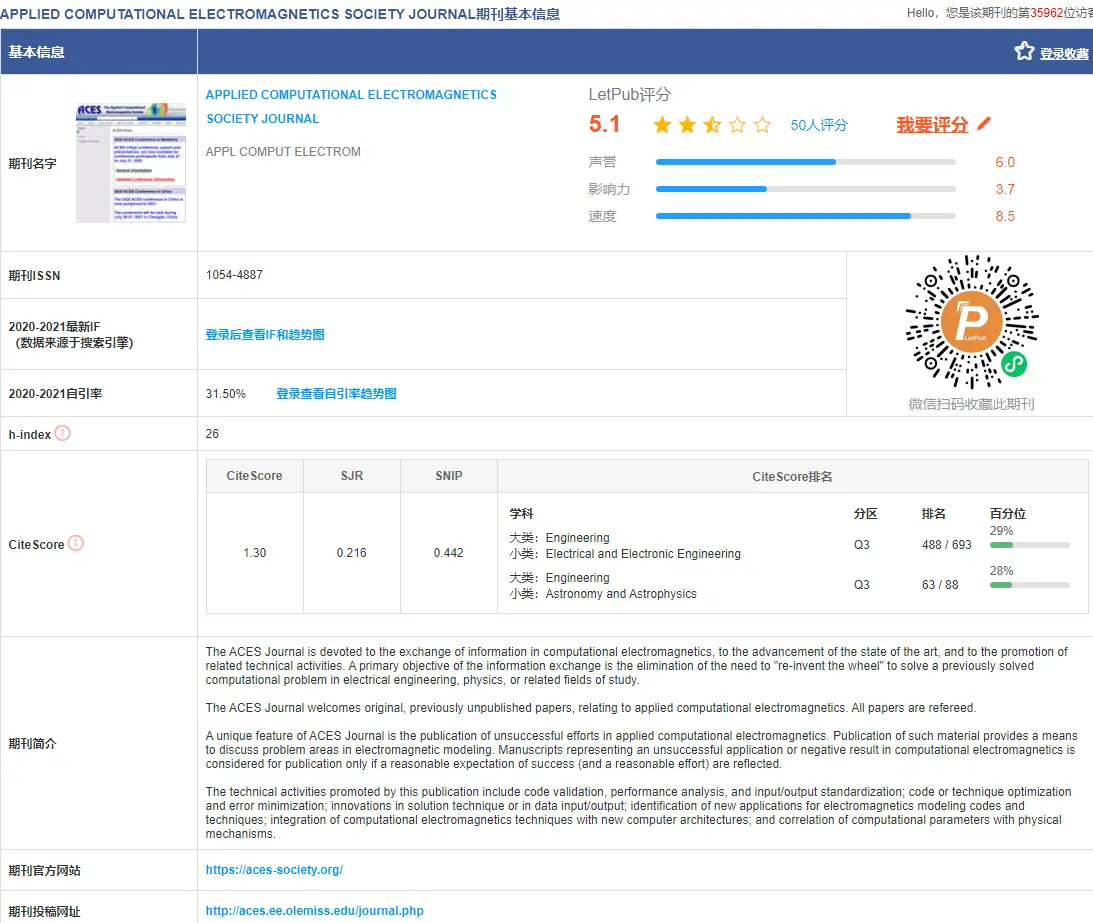 APPLIED COMPUTATIONAL ELECTROMAGNETICS SOCIETY JOURNAL期刊基本信息
Hello，您是该期刊的第35962位访客
基本信息
登录收藏
期刊名字
ACES
APPLIED COMPUTATIONAL ELECTROMAGNETICS
SOCIETY JOURNAL
APPL COMPUT ELECTROM
LetPub评分
5.1
50人评分
我要评分
声誉
6.0
影响力
3.7
速度
8.5
期刊ISSN
1054-4887
2020-2021最新IF
(数据来源于搜索引擎)
登录后查看IF和趋势图
2020-2021自引率
31.50%
登录查看自引率趋势图
LetPub
微信扫码收藏此期刊
h-index
26
CiteScore
CiteScore
SJR
SNIP
CiteScore排名
1.30
0.216
0.442
学科
分区
排名
百分位
大类：Engineering
小类：Electrical and Electronic Engineering
Q3
488 / 693
29%
大类：Engineering
小类：Astronomy and Astrophysics
Q3
63 / 88
28%
期刊简介
The ACES Journal is devoted to the exchange of information in computational electromagnetics, to the advancement of the state of the art, and to the promotion of
related technical activities. A primary objective of the information exchange is the elimination of the need to "re-invent the wheel" to solve a previously solved
computational problem in electrical engineering, physics, or related fields of study.
The ACES Journal welcomes original, previously unpublished papers, relating to applied computational electromagnetics. All papers are refereed.
A unique feature of ACES Journal is the publication of unsuccessful efforts in applied computational electromagnetics. Publication of such material provides a means
to discuss problem areas in electromagnetic modeling. Manuscripts representing an unsuccessful application or negative result in computational electromagnetics is
considered for publication only if a reasonable expectation of success (and a reasonable effort) are reflected.
The technical activities promoted by this publication include code validation, performance analysis, and input/output standardization; code or technique optimization
and error minimization; innovations in solution technique or in data input/output; identification of new applications for electromagnetics modeling codes and
techniques; integration of computational electromagnetics techniques with new computer architectures; and correlation of computational parameters with physical
mechanisms.
期刊官方网站
https://aces-society.org/
期刊投稿网址
http://aces.ee.olemiss.edu/journal.php